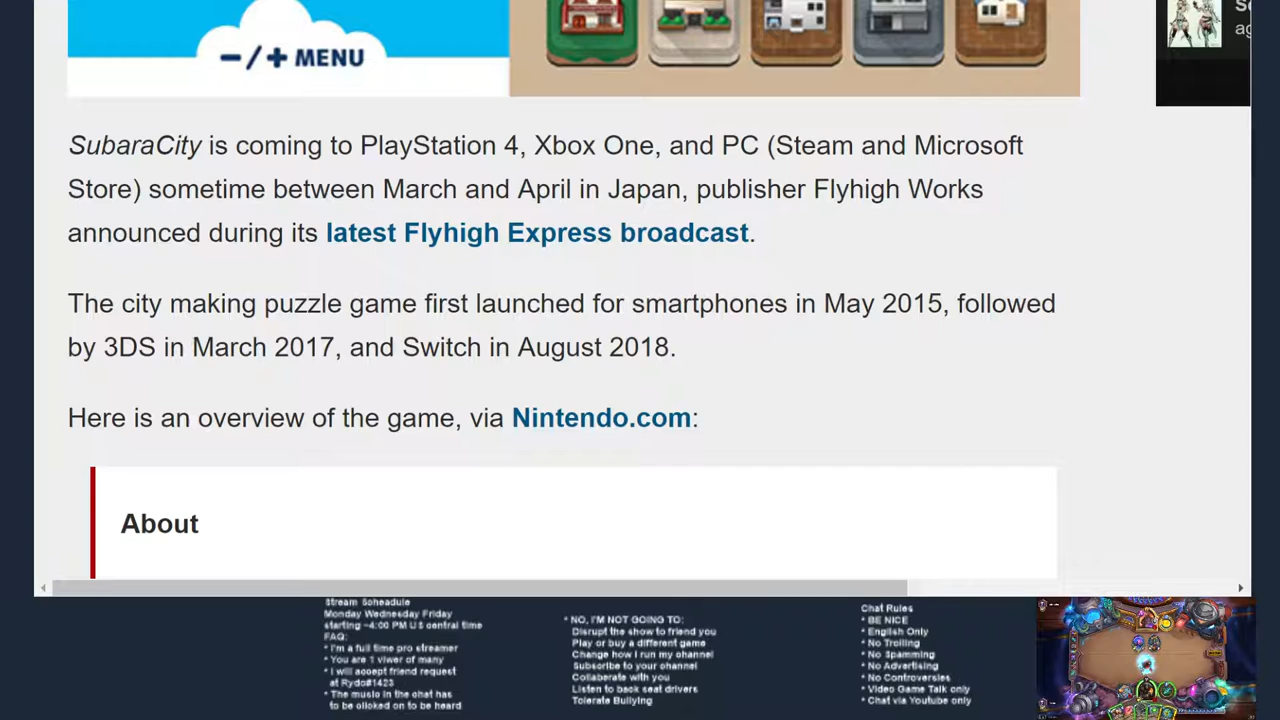 −/+ MENU
SubaraCity is coming to PlayStation 4, Xbox One, and PC (Steam and Microsoft
Store) sometime between March and April in Japan, publisher Flyhigh Works
announced during its latest Flyhigh Express broadcast.
The city making puzzle game first launched for smartphones in May 2015, followed
by 3DS in March 2017, and Switch in August 2018.
Here is an overview of the game, via Nintendo.com:
About
Stream Soheadule
Monday Wednesday Friday
starting ~4:00 PM US central time
FAQ:
* I'm a full time pro streamer
* You are 1 viwer of many
* I will accept friend request
at Rydo#1423
* The music in the chat has
to be clicked on to be heard
* NO, I'M NOT GOING TO:
Disrupt the show to friend you
Play or buy a different game
Change how I run my channel
Subscribe to your channel
Collaborate with you
Listen to back seat drivers
Tolerate Bullying
Chat Rules
* BE NICE
* English Only
* No Trolling
* No Spamming
* No Advertising
* No Controversies
* Video Game Talk only
* Chat via Youtube only